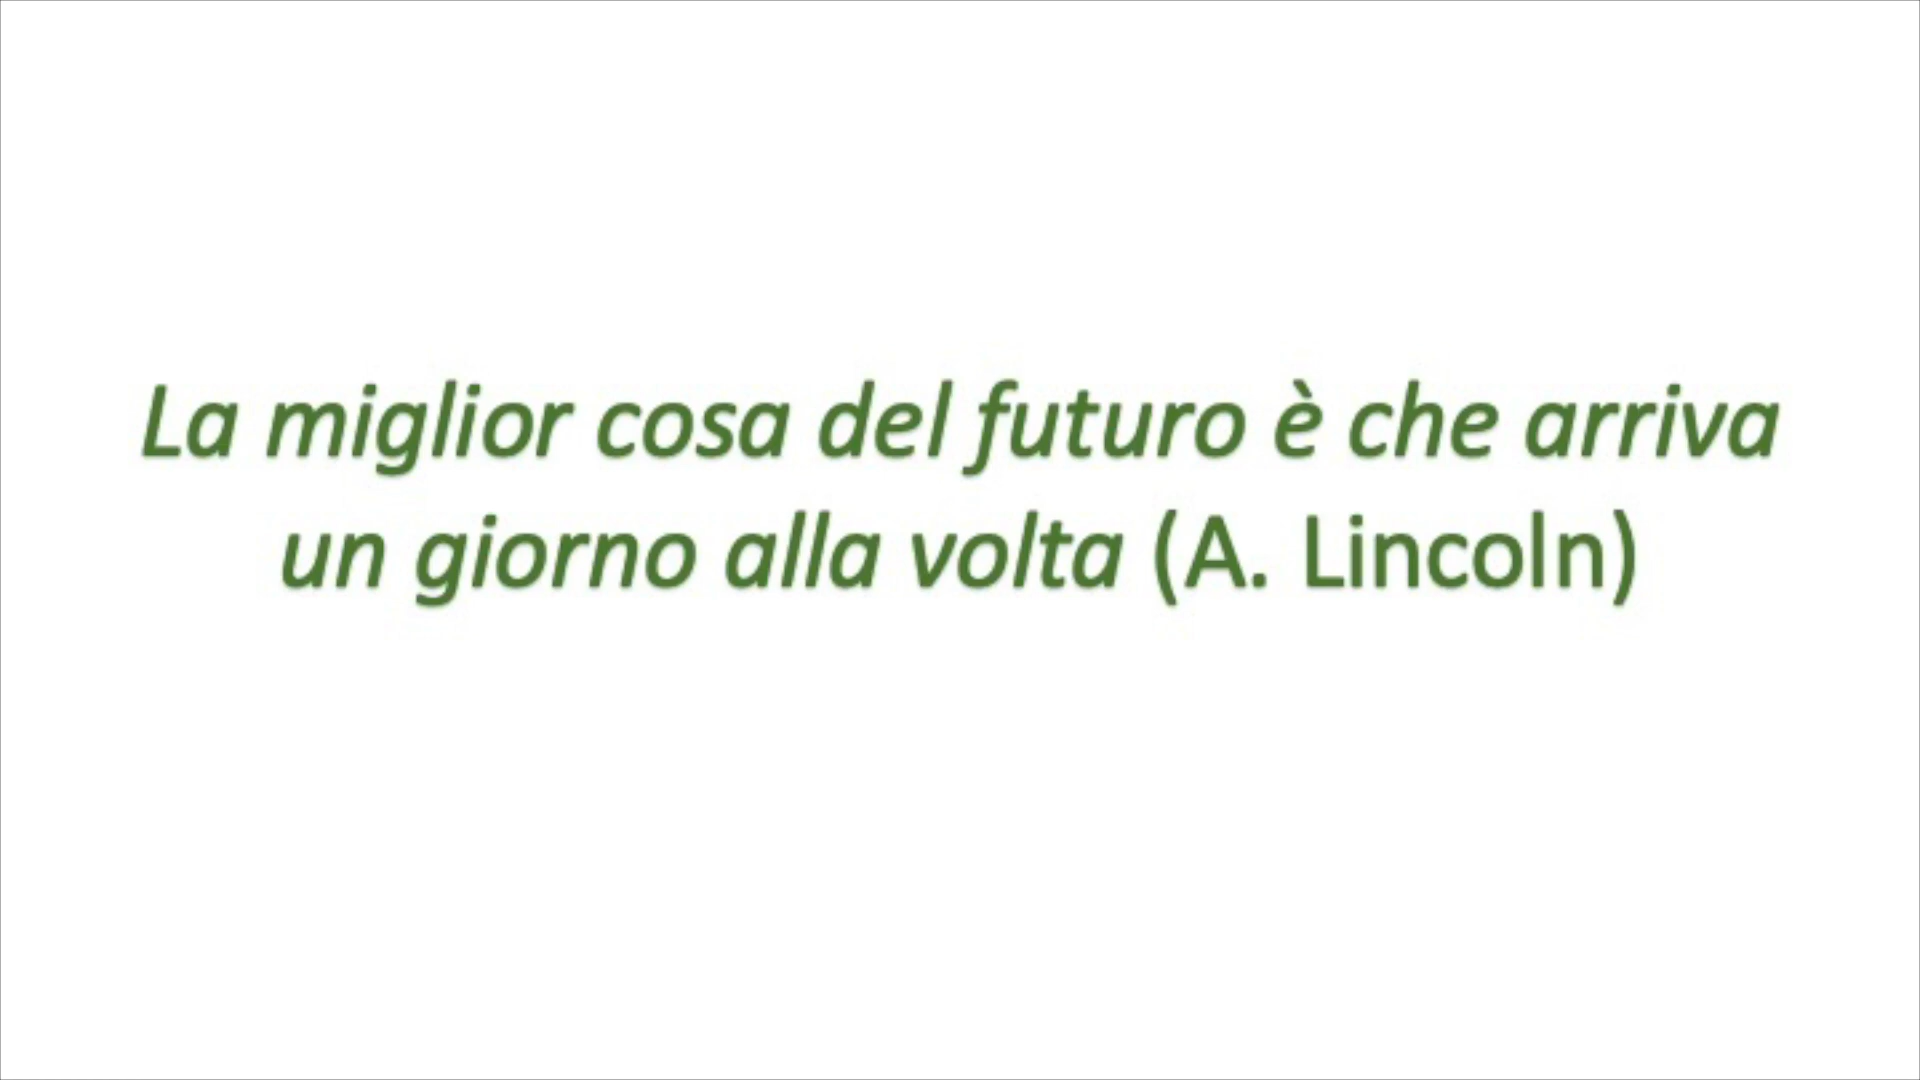 La miglior cosa del futuro è che arriva
un giorno alla volta (A. Lincoln)